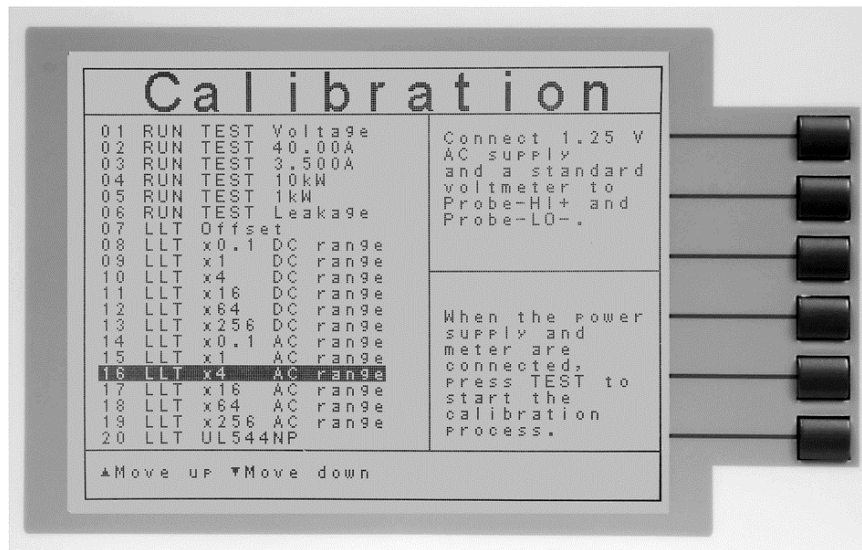 Calibration
01 RUN TEST Voltage
02 RUN TEST 40.00A
03 RUN TEST 3.500A
04 RUN TEST 10kW
05 RUN TEST 1kW
06 RUN TEST Leakage
07 LLT Offset
08 LLT x0.1 DC range
09 LLT x1 DC range
10 LLT x4 DC range
11 LLT x16 DC range
12 LLT x64 DC range
13 LLT x256 DC range
14 LLT x0.1 AC range
15 LLT x1 AC range
16 LLT x4 AC range
17 LLT x16 AC range
18 LLT x64 AC range
19 LLT x256 AC range
20 LLT UL544NP
Connect 1.25 V
AC supply
and a standard
voltmeter to
Probe-HI+ and
Probe-LO-.
When the power
supply and
meter are
connected,
press TEST to
start the
calibration
process.
▲Move up ▼Move down